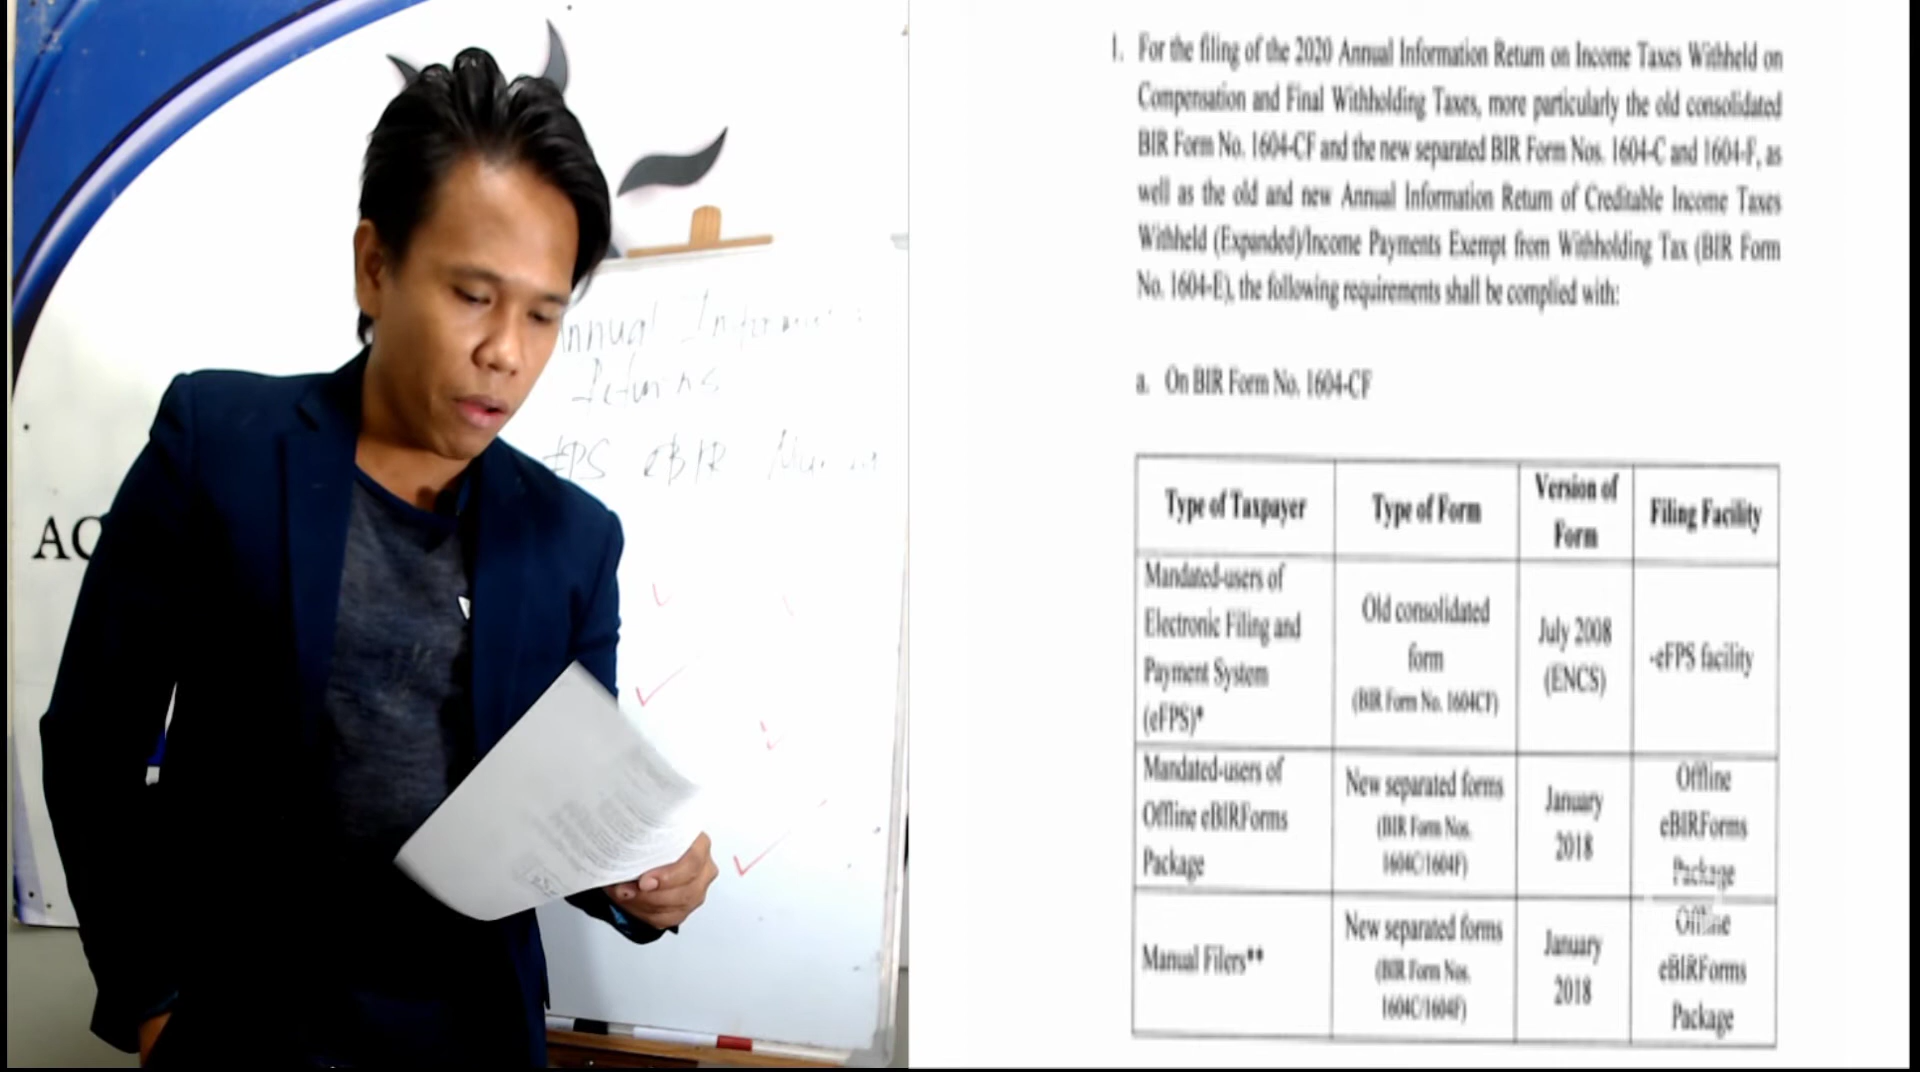 AC
Annual
Returns
eBIR
1. For the filing of the 2020 Annual Information Return on Income Taxes Withheld on
Compensation and Final Withholding Taxes, more particularly the old consolidated
BIR Form No. 1604-CF and the new separated BIR Form Nos. 1604-C and 1604-F, as
well as the old and new Annual Information Return of Creditable Income Taxes
Withheld (Expanded)/Income Payments Exempt from Withholding Tax (BIR Form
No. 1604-E), the following requirements shall be complied with:
a. On BIR Form No. 1604-CF
Type of Taxpayer
Type of Form
Version of
Form
Filing Facility
Mandated-users of
Electronic Filing and
Payment System
(eFPS)*
Old consolidated
form
(BIR Form No. 1604CF)
July 2008
(ENCS)
-eFPS facility
Mandated-users of
Offline eBIRForms
Package
New separated forms
(BIR Form Nos.
1604C/1604F)
January
2018
Offline
eBIRForms
Package
Manual Filers**
New separated forms
(BIR Form Nos.
1604C/1604F)
January
2018
Offline
eBIRForms
Package